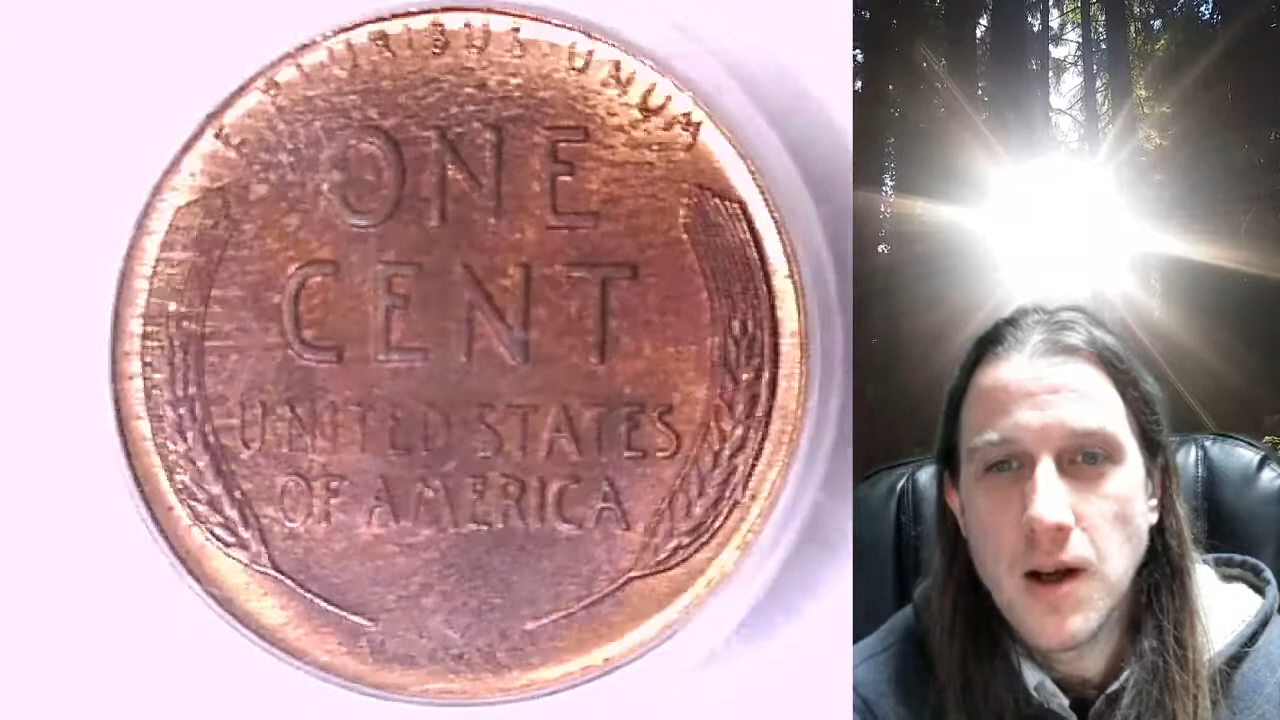 E PLURIBUS UNUM
ONE
CENT
UNITED STATES
OF AMERICA